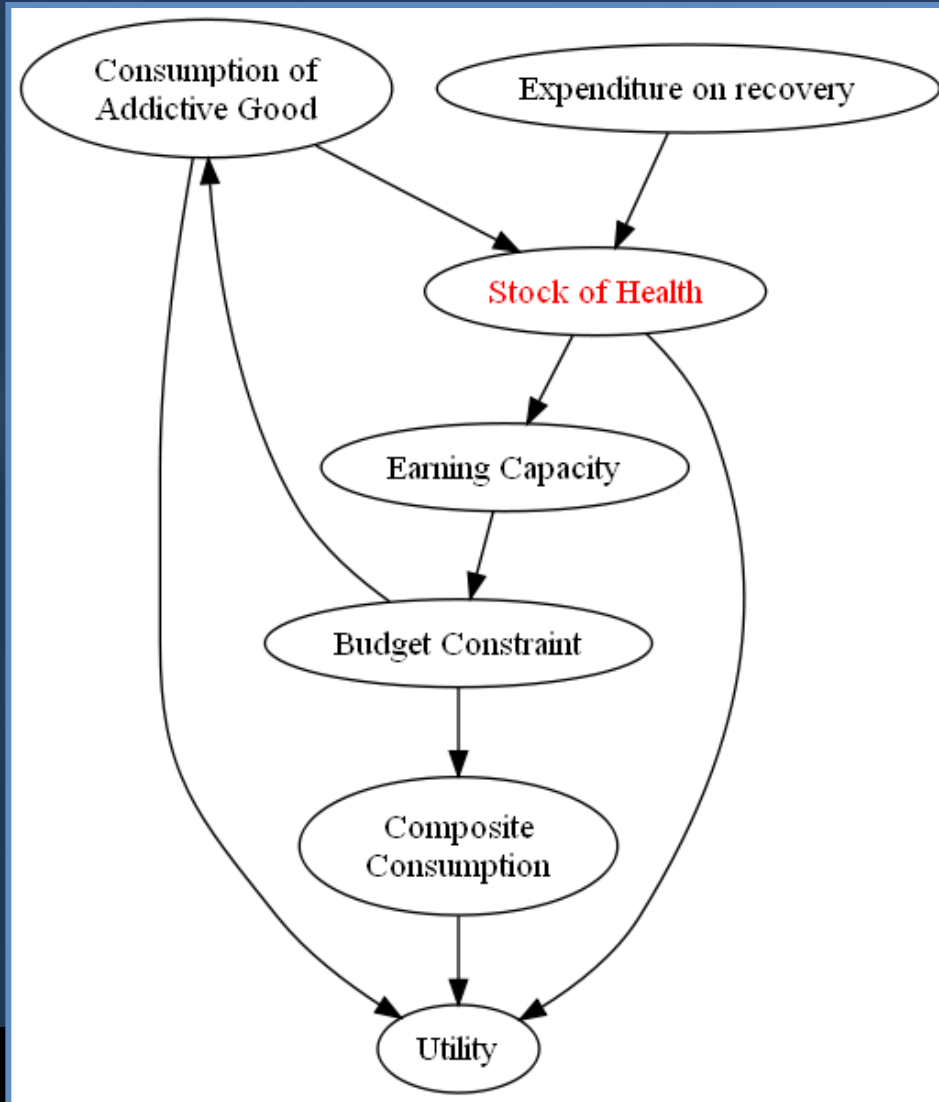 Consumption of
Addictive Good
Expenditure on recovery
Stock of Health
Earning Capacity
Budget Constraint
Composite
Consumption
Utility